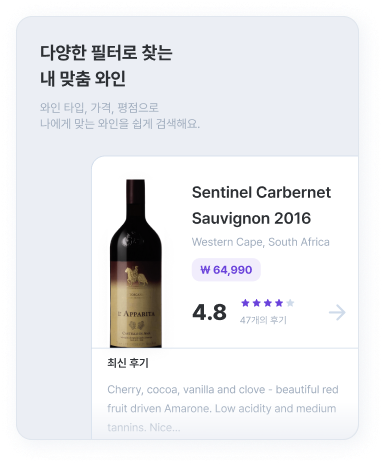 다양한 필터로 찾는
내 맞춤 와인
와인 타입, 가격, 평점으로
나에게 맞는 와인을 쉽게 검색해요.
Sentinel Carbernet
Sauvignon 2016
Western Cape, South Africa
₩ 64,990
4.8
47개의 후기
APPARITA
최신 후기
Cherry, cocoa, vanilla and clove - beautiful red
fruit driven Amarone. Low acidity and medium
tannins. Nice...